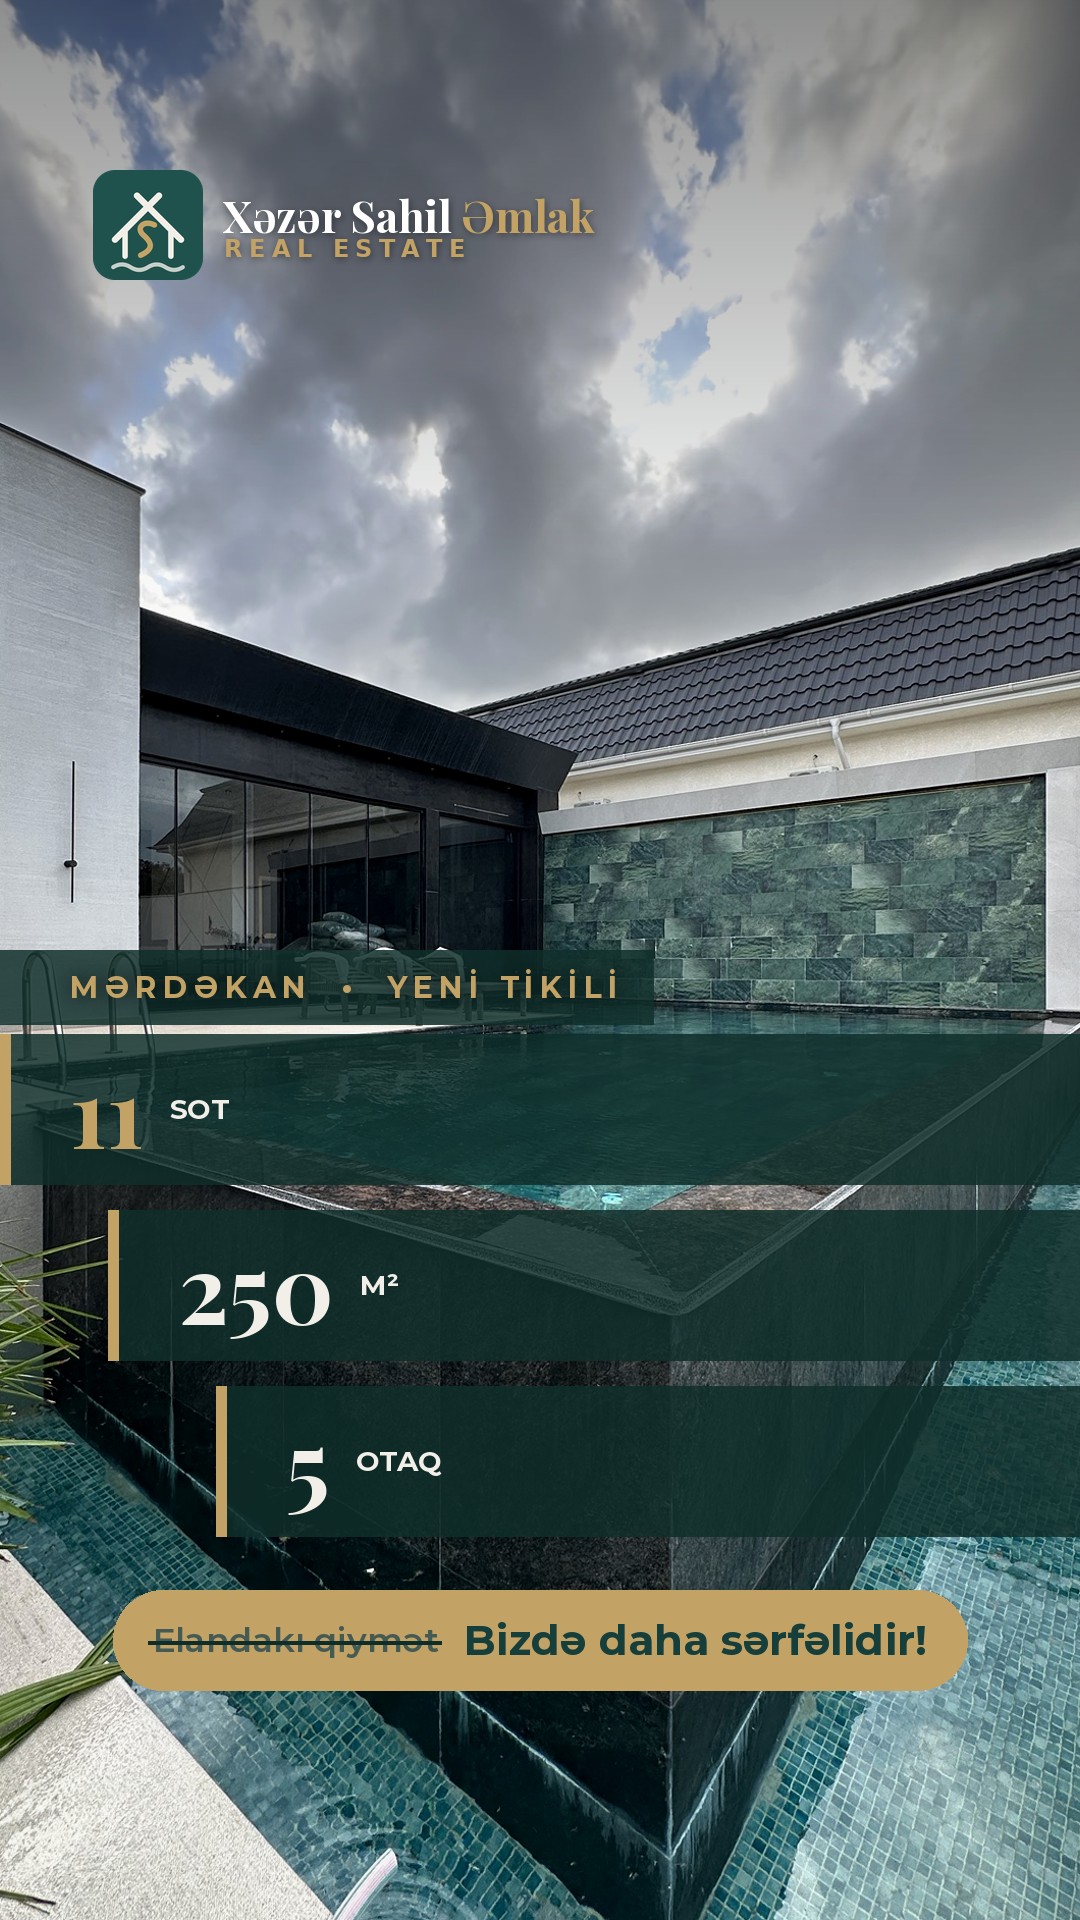 Xəzər Sahil Əmlak
REAL ESTATE
MƏRDƏKAN • YENİ TİKİLİ
11 SOT
250 M²
5 OTAQ
Elandakı qiymət Bizdə daha sərfəlidir!